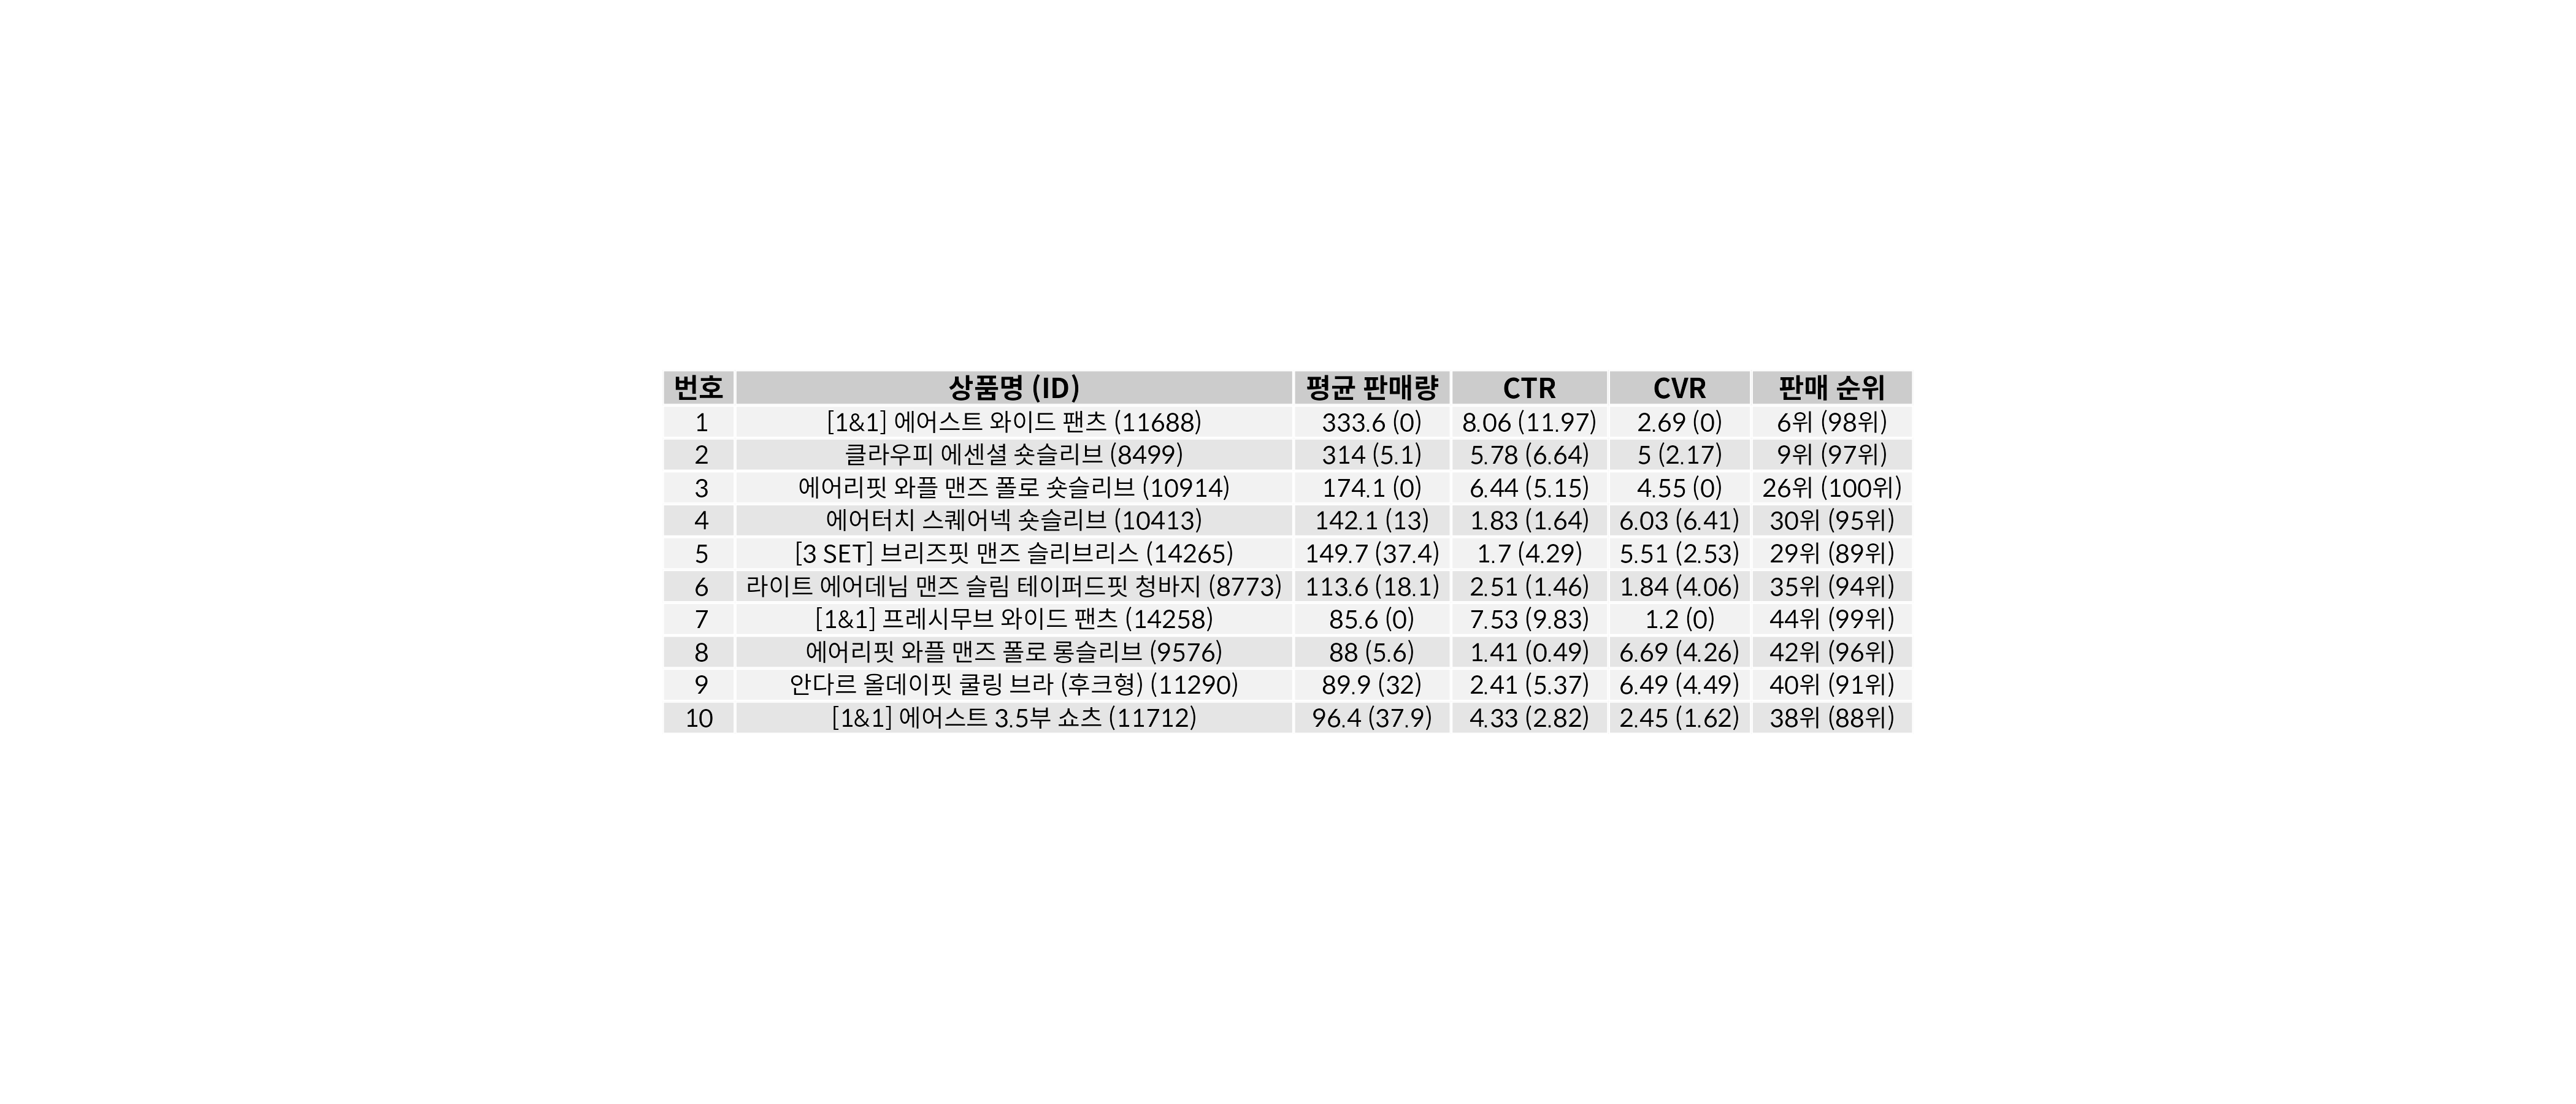 번호 상품명 (ID) 평균 판매량 CTR CVR 판매 순위
1 [1&1] 에어스트 와이드 팬츠 (11688) 333.6 (0) 8.06 (11.97) 2.69 (0) 6위 (98위)
2 클라우피 에센셜 숏슬리브 (8499) 314 (5.1) 5.78 (6.64) 5 (2.17) 9위 (97위)
3 에어리핏 와플 맨즈 폴로 숏슬리브 (10914) 174.1 (0) 6.44 (5.15) 4.55 (0) 26위 (100위)
4 에어터치 스퀘어넥 숏슬리브 (10413) 142.1 (13) 1.83 (1.64) 6.03 (6.41) 30위 (95위)
5 [3 SET] 브리즈핏 맨즈 슬리브리스 (14265) 149.7 (37.4) 1.7 (4.29) 5.51 (2.53) 29위 (89위)
6 라이트 에어데님 맨즈 슬림 테이퍼드핏 청바지 (8773) 113.6 (18.1) 2.51 (1.46) 1.84 (4.06) 35위 (94위)
7 [1&1] 프레시무브 와이드 팬츠 (14258) 85.6 (0) 7.53 (9.83) 1.2 (0) 44위 (99위)
8 에어리핏 와플 맨즈 폴로 롱슬리브 (9576) 88 (5.6) 1.41 (0.49) 6.69 (4.26) 42위 (96위)
9 안다르 올데이핏 쿨링 브라 (후크형) (11290) 89.9 (32) 2.41 (5.37) 6.49 (4.49) 40위 (91위)
10 [1&1] 에어스트 3.5부 쇼츠 (11712) 96.4 (37.9) 4.33 (2.82) 2.45 (1.62) 38위 (88위)